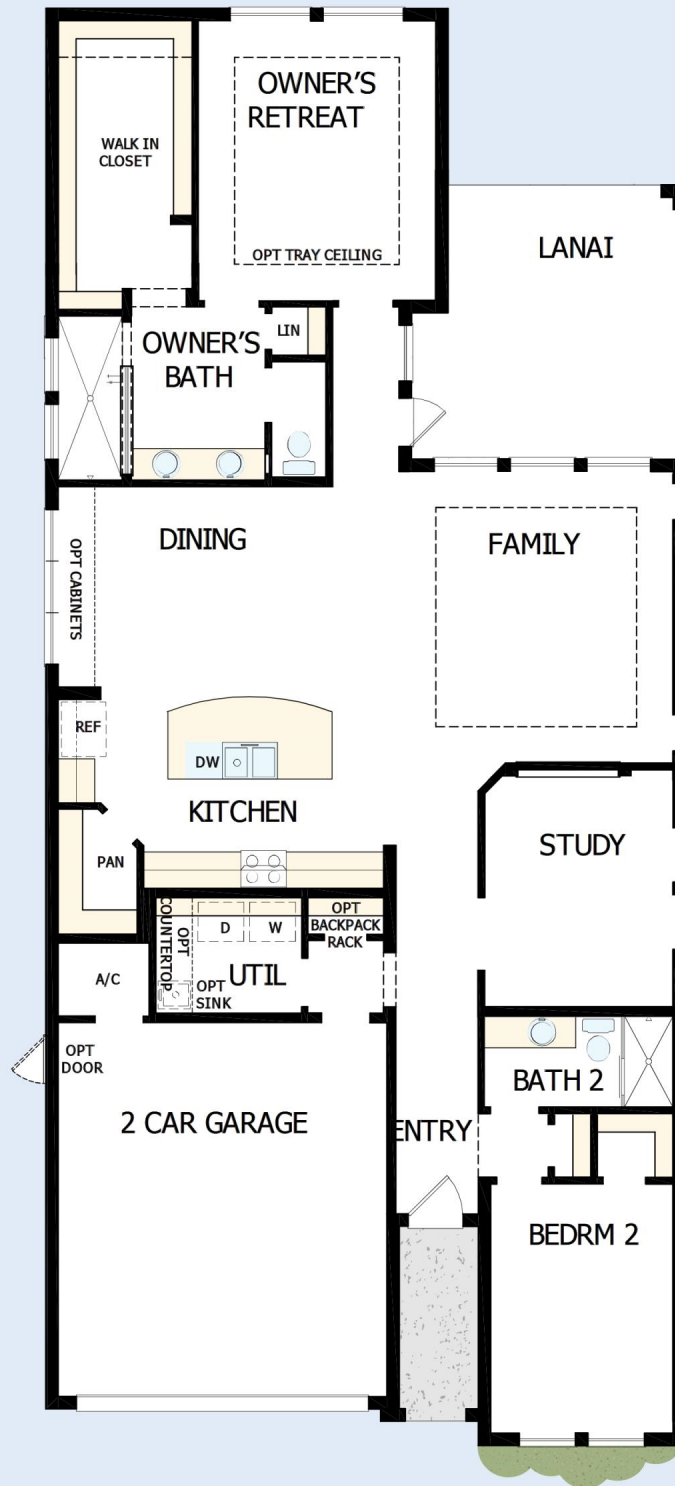 OWNER'S
RETREAT
WALK IN
CLOSET
OPT TRAY CEILING
LANAI
LIN
OWNER'S
BATH
DINING
FAMILY
OPT CABINETS
REF
DW
KITCHEN
PAN
STUDY
OPT
BACKPACK
RACK
D
W
OPT
COUNTERTOP
UTIL
OPT
SINK
A/C
OPT
DOOR
2 CAR GARAGE
ENTRY
BATH 2
BEDRM 2